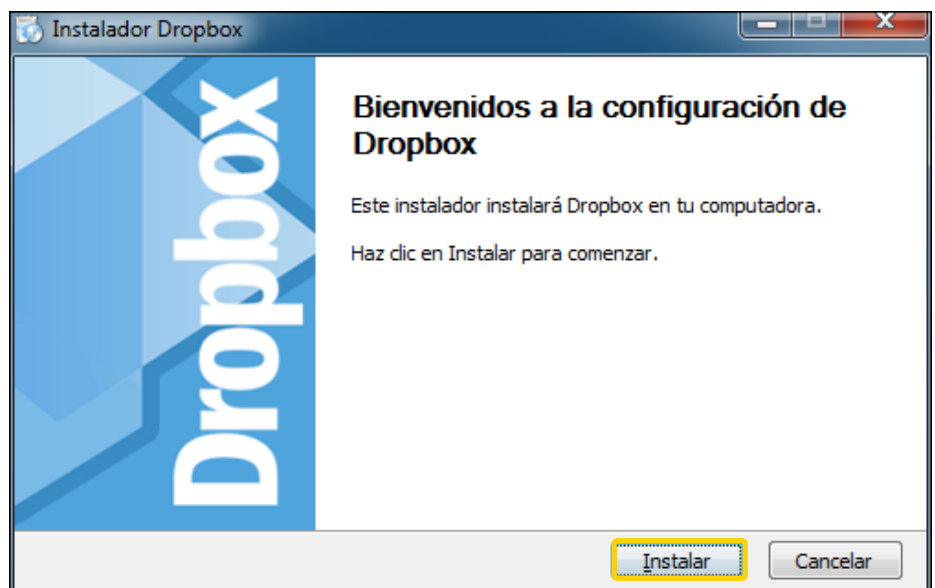 Instalador Dropbox
Dropbox
Bienvenidos a la configuración de
Dropbox
Este instalador instalará Dropbox en tu computadora.
Haz clic en Instalar para comenzar.
Instalar
Cancelar